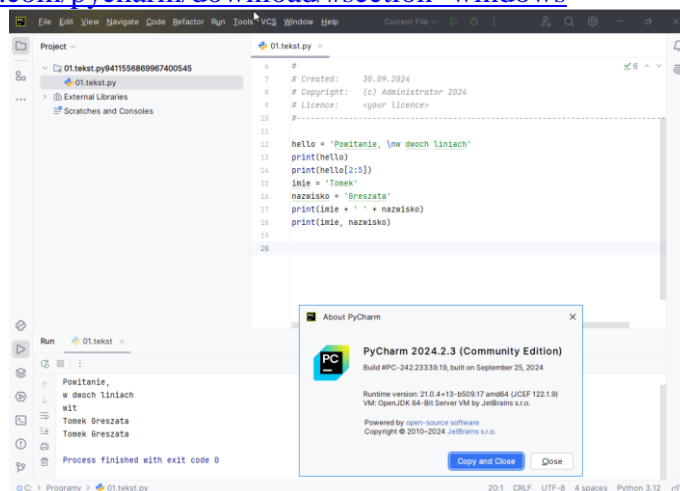 .com/pycharm/download/#section=windows
File Edit View Navigate Code Refactor Run Tools VCS Window Help Current File
Project
01.tekst.py
01.tekst.py9411556869967400545
01.tekst.py
External Libraries
Scratches and Consoles
6
6 #
7 # Created: 30.09.2024
8 # Copyright: (c) Administrator 2024
9 # Licence: <your licence>
10 #
11
12 hello = 'Powitanie, \nw dwoch liniach'
13 print(hello)
14 print(hello[2:5])
15 imie = 'Tomek'
16 nazwisko = 'Greszata'
17 print(imie + ' ' + nazwisko)
18 print(imie, nazwisko)
19
20
About PyCharm
PC
PyCharm 2024.2.3 (Community Edition)
Build #PC-242.23339.19, built on September 25, 2024
Runtime version: 21.0.4+13-b509.17 amd64 (JCEF 122.1.9)
VM: OpenJDK 64-Bit Server VM by JetBrains s.r.o.
Powered by open-source software
Copyright © 2010–2024 JetBrains s.r.o.
Copy and Close Close
Run 01.tekst
Powitanie,
w dwoch liniach
wit
Tomek Greszata
Tomek Greszata
Process finished with exit code 0
C: > Programy > 01.tekst.py
20:1 CRLF UTF-8 4 spaces Python 3.12